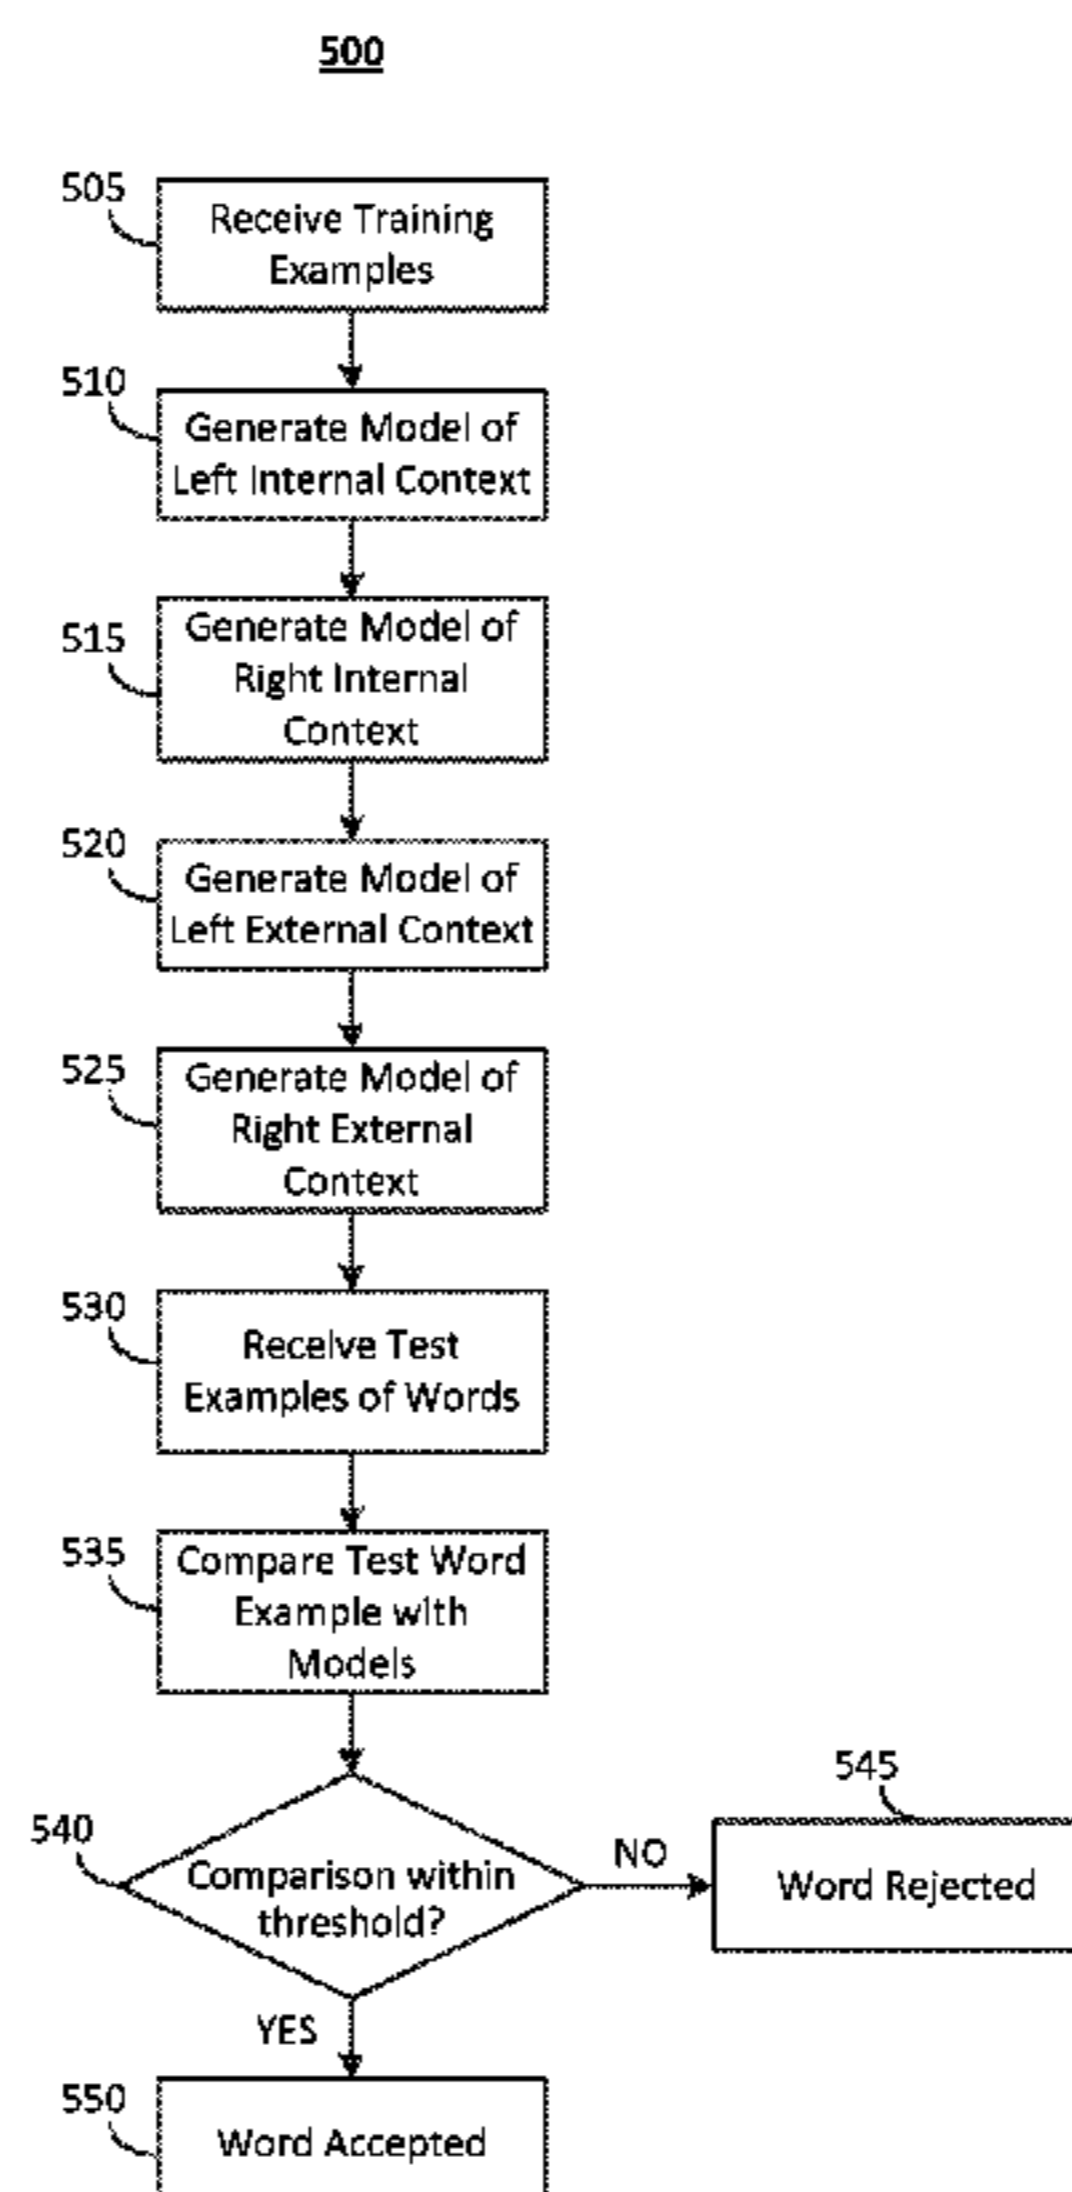 500
505
Receive Training
Examples
510
Generate Model of
Left Internal Context
515
Generate Model of
Right Internal
Context
520
Generate Model of
Left External Context
525
Generate Model of
Right External
Context
530
Receive Test
Examples of Words
535
Compare Test Word
Example with
Models
540
Comparison within
threshold?
NO
545
Word Rejected
YES
550
Word Accepted